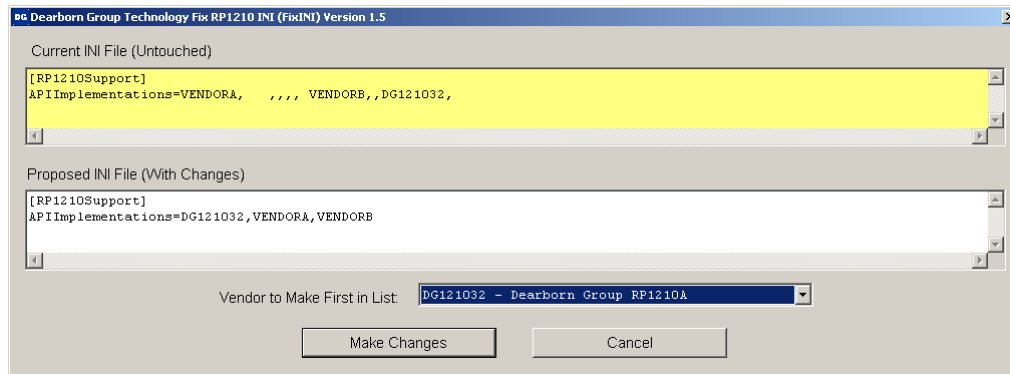 DG Dearborn Group Technology Fix RP1210 INI (FixINI) Version 1.5
Current INI File (Untouched)
[RP1210Support]
APIImplementations=VENDORA,   ,,,, VENDORB,,DG121032,
Proposed INI File (With Changes)
[RP1210Support]
APIImplementations=DG121032,VENDORA,VENDORB
Vendor to Make First in List: DG121032 - Dearborn Group RP1210A
Make Changes Cancel